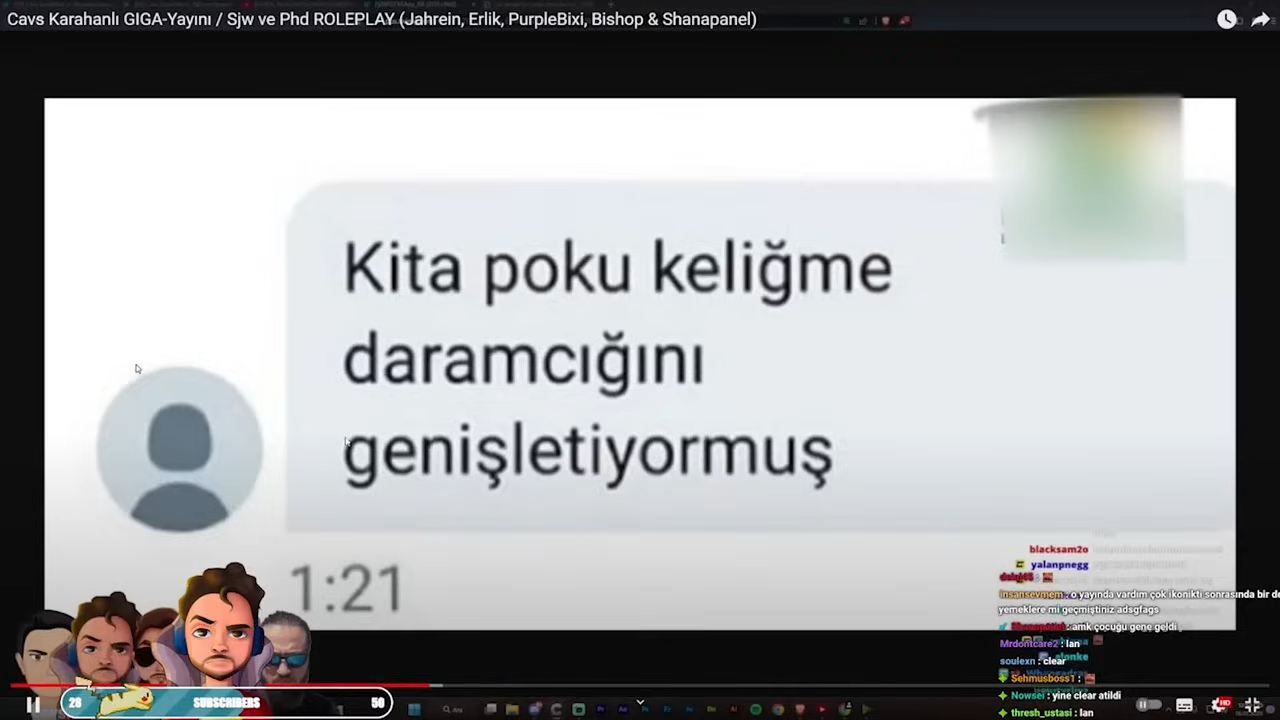 Cavs Karahanlı GIGA-Yayını / Sjw ve Phd ROLEPLAY (Jahrein, Erlik, PurpleBixi, Bishop & Shanapanel)
Kita poku keliğme
daramcığını
genişletiyormuş
1:21
blacksam2o
yalanpnegg
insansevmem : o yayında vardım çok ikonikti sonrasında bir de
yemeklere mi geçmiştiniz adsgfags
: amk çocuğu gene geldi
Mrdontcare2 : lan
soulexn : clear
Sehmusboss1 :
Nowsei : yine clear atildi
thresh_ustasi : lan
28 SUBSCRIBERS 50
HD